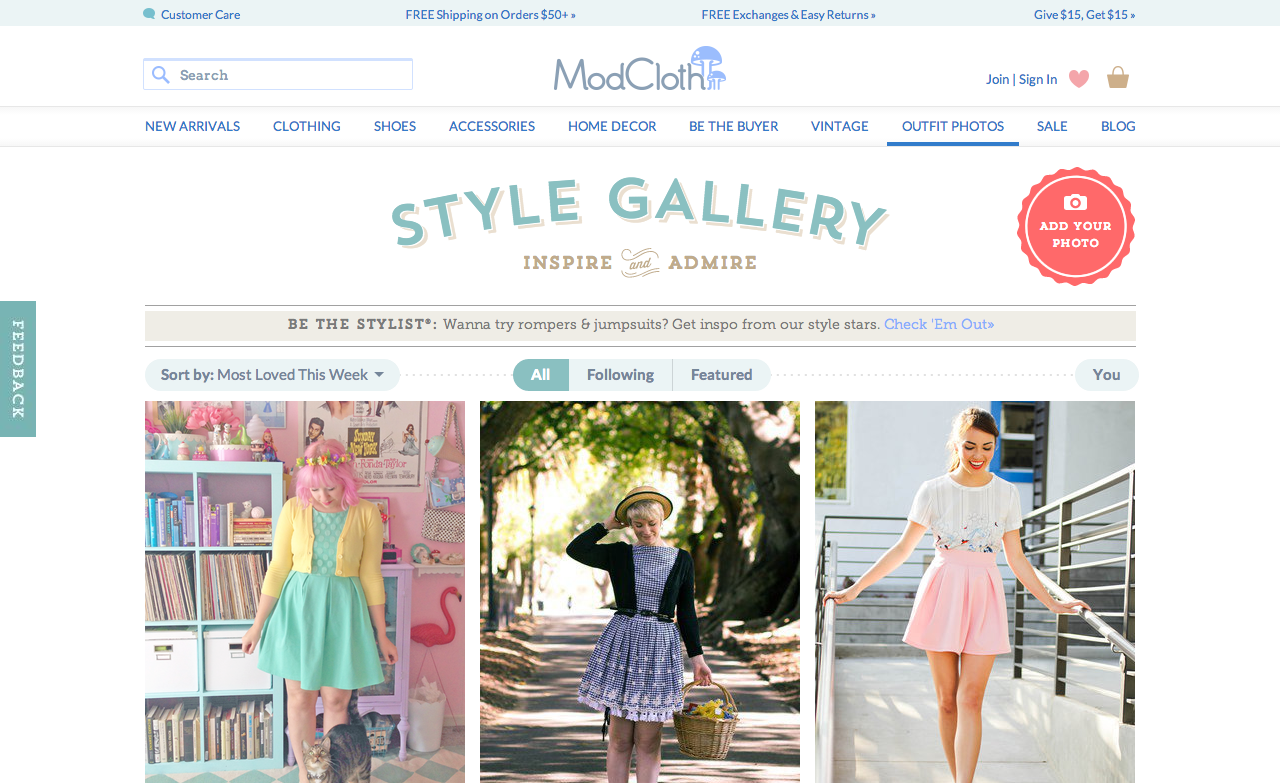 Customer Care
FREE Shipping on Orders $50+ »
FREE Exchanges & Easy Returns »
Give $15, Get $15 »
Search
ModCloth
Join | Sign In
NEW ARRIVALS
CLOTHING
SHOES
ACCESSORIES
HOME DECOR
BE THE BUYER
VINTAGE
OUTFIT PHOTOS
SALE
BLOG
STYLE GALLERY
INSPIRE and ADMIRE
ADD YOUR
PHOTO
FEEDBACK
BE THE STYLIST®: Wanna try rompers & jumpsuits? Get inspo from our style stars. Check 'Em Out»
Sort by: Most Loved This Week
All
Following
Featured
You
Sunday
New York